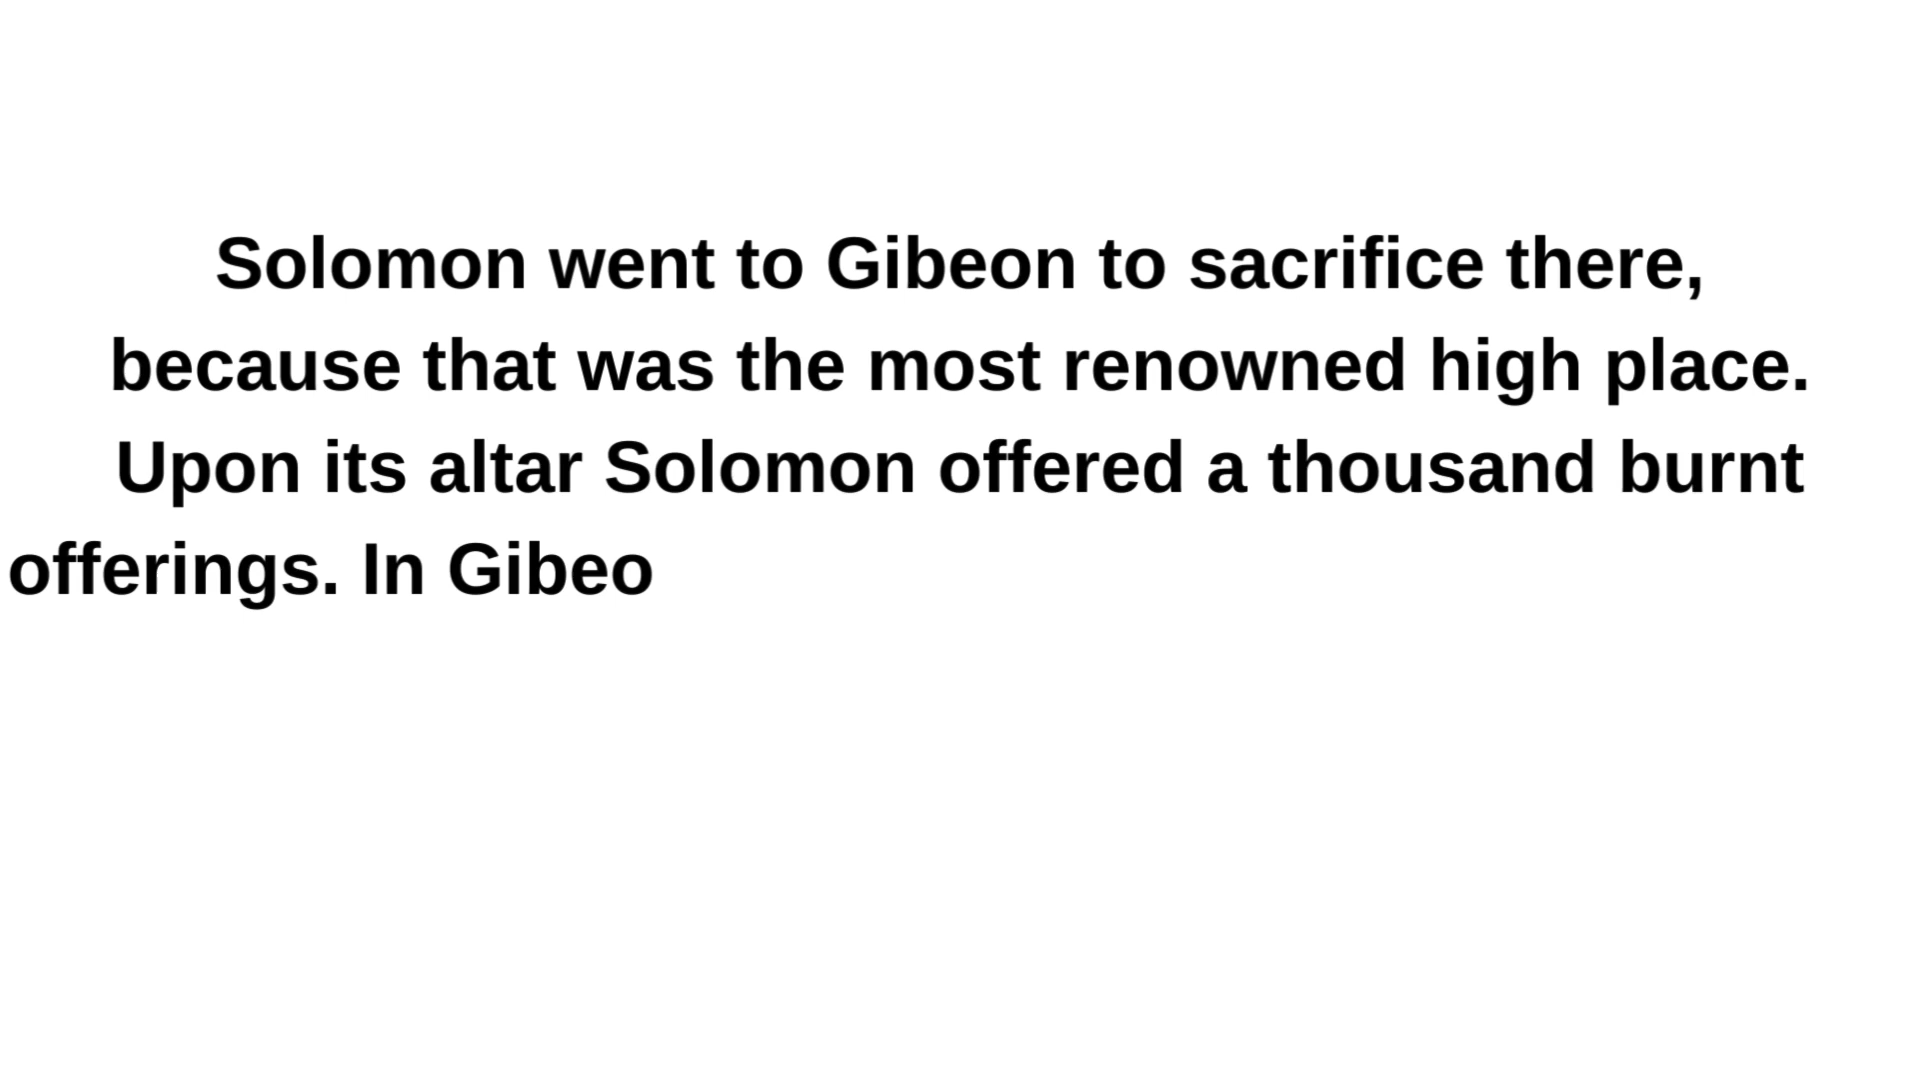 Solomon went to Gibeon to sacrifice there,
because that was the most renowned high place.
Upon its altar Solomon offered a thousand burnt
offerings. In Gibeo